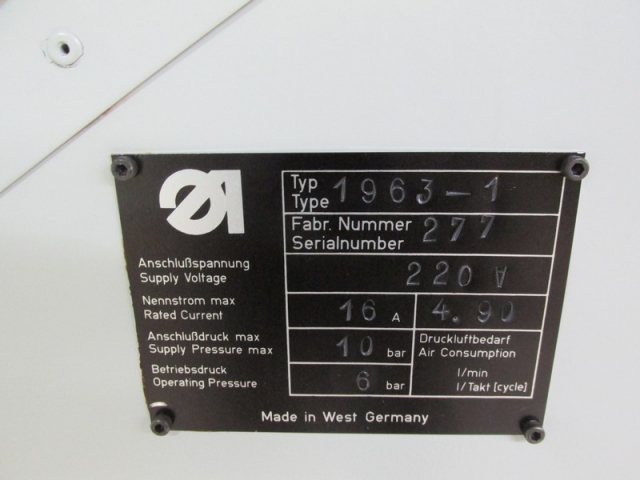 Typ
Type 1963-1
Fabr. Nummer
Serialnumber 277
Anschlußspannung
Supply Voltage 220 V
Nennstrom max
Rated Current 16 A 4.90
Anschlußdruck max
Supply Pressure max 10 bar
Druckluftbedarf
Air Consumption
Betriebsdruck
Operating Pressure 6 bar
l/min
l/Takt [cycle]
Made in West Germany